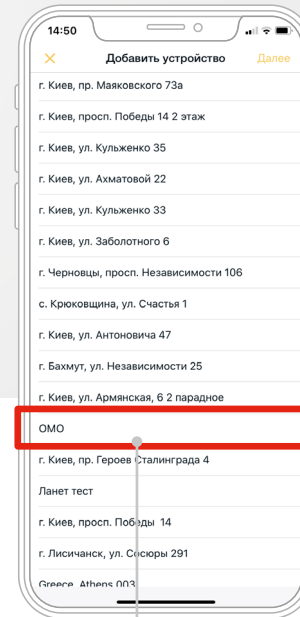 14:50
Добавить устройство Далее
г. Киев, пр. Маяковского 73а
г. Киев, просп. Победы 14 2 этаж
г. Киев, ул. Кульженко 35
г. Киев, ул. Ахматовой 22
г. Киев, ул. Кульженко 33
г. Киев, ул. Заболотного 6
г. Черновцы, просп. Независимости 106
с. Крюковщина, ул. Счастья 1
г. Киев, ул. Антоновича 47
г. Бахмут, ул. Независимости 25
г. Киев, ул. Армянская, 6 2 парадное
ОМО
г. Киев, пр. Героев Сталинграда 4
Ланет тест
г. Киев, просп. Победы 14
г. Лисичанск, ул. Сосюры 291
Greece, Athens 003